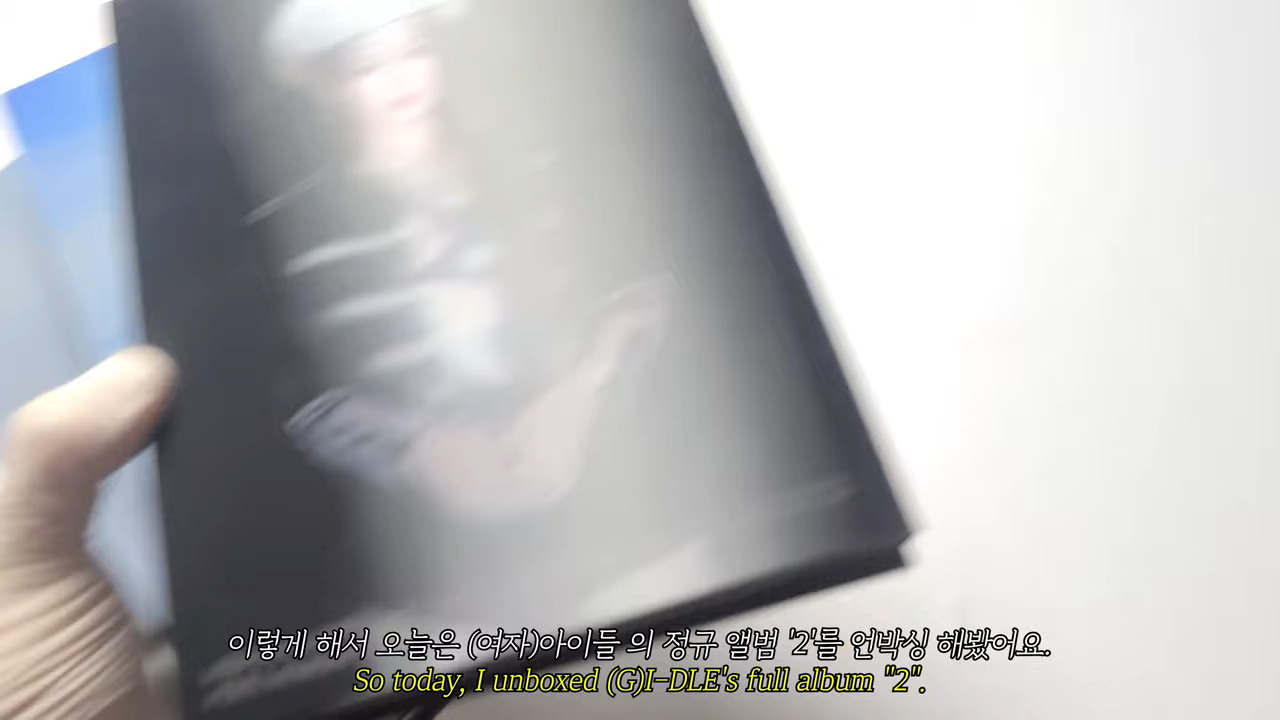 이렇게 해서 오늘은 (여자)아이들 의 정규 앨범 '2'를 언박싱 해봤어요.
So today, I unboxed (G)I-DLE's full album "2".